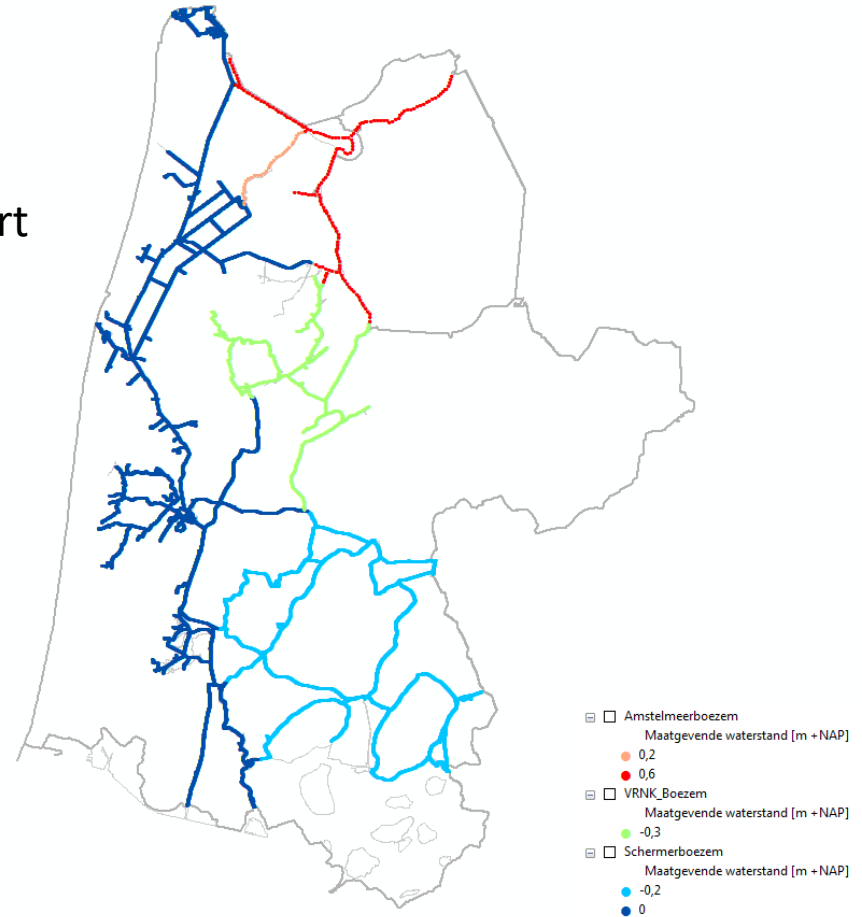 rt
Amstelmeerboezem
Maatgevende waterstand [m +NAP]
0,2
0,6
VRNK_Boezem
Maatgevende waterstand [m +NAP]
-0,3
Schermerboezem
Maatgevende waterstand [m +NAP]
-0,2
0